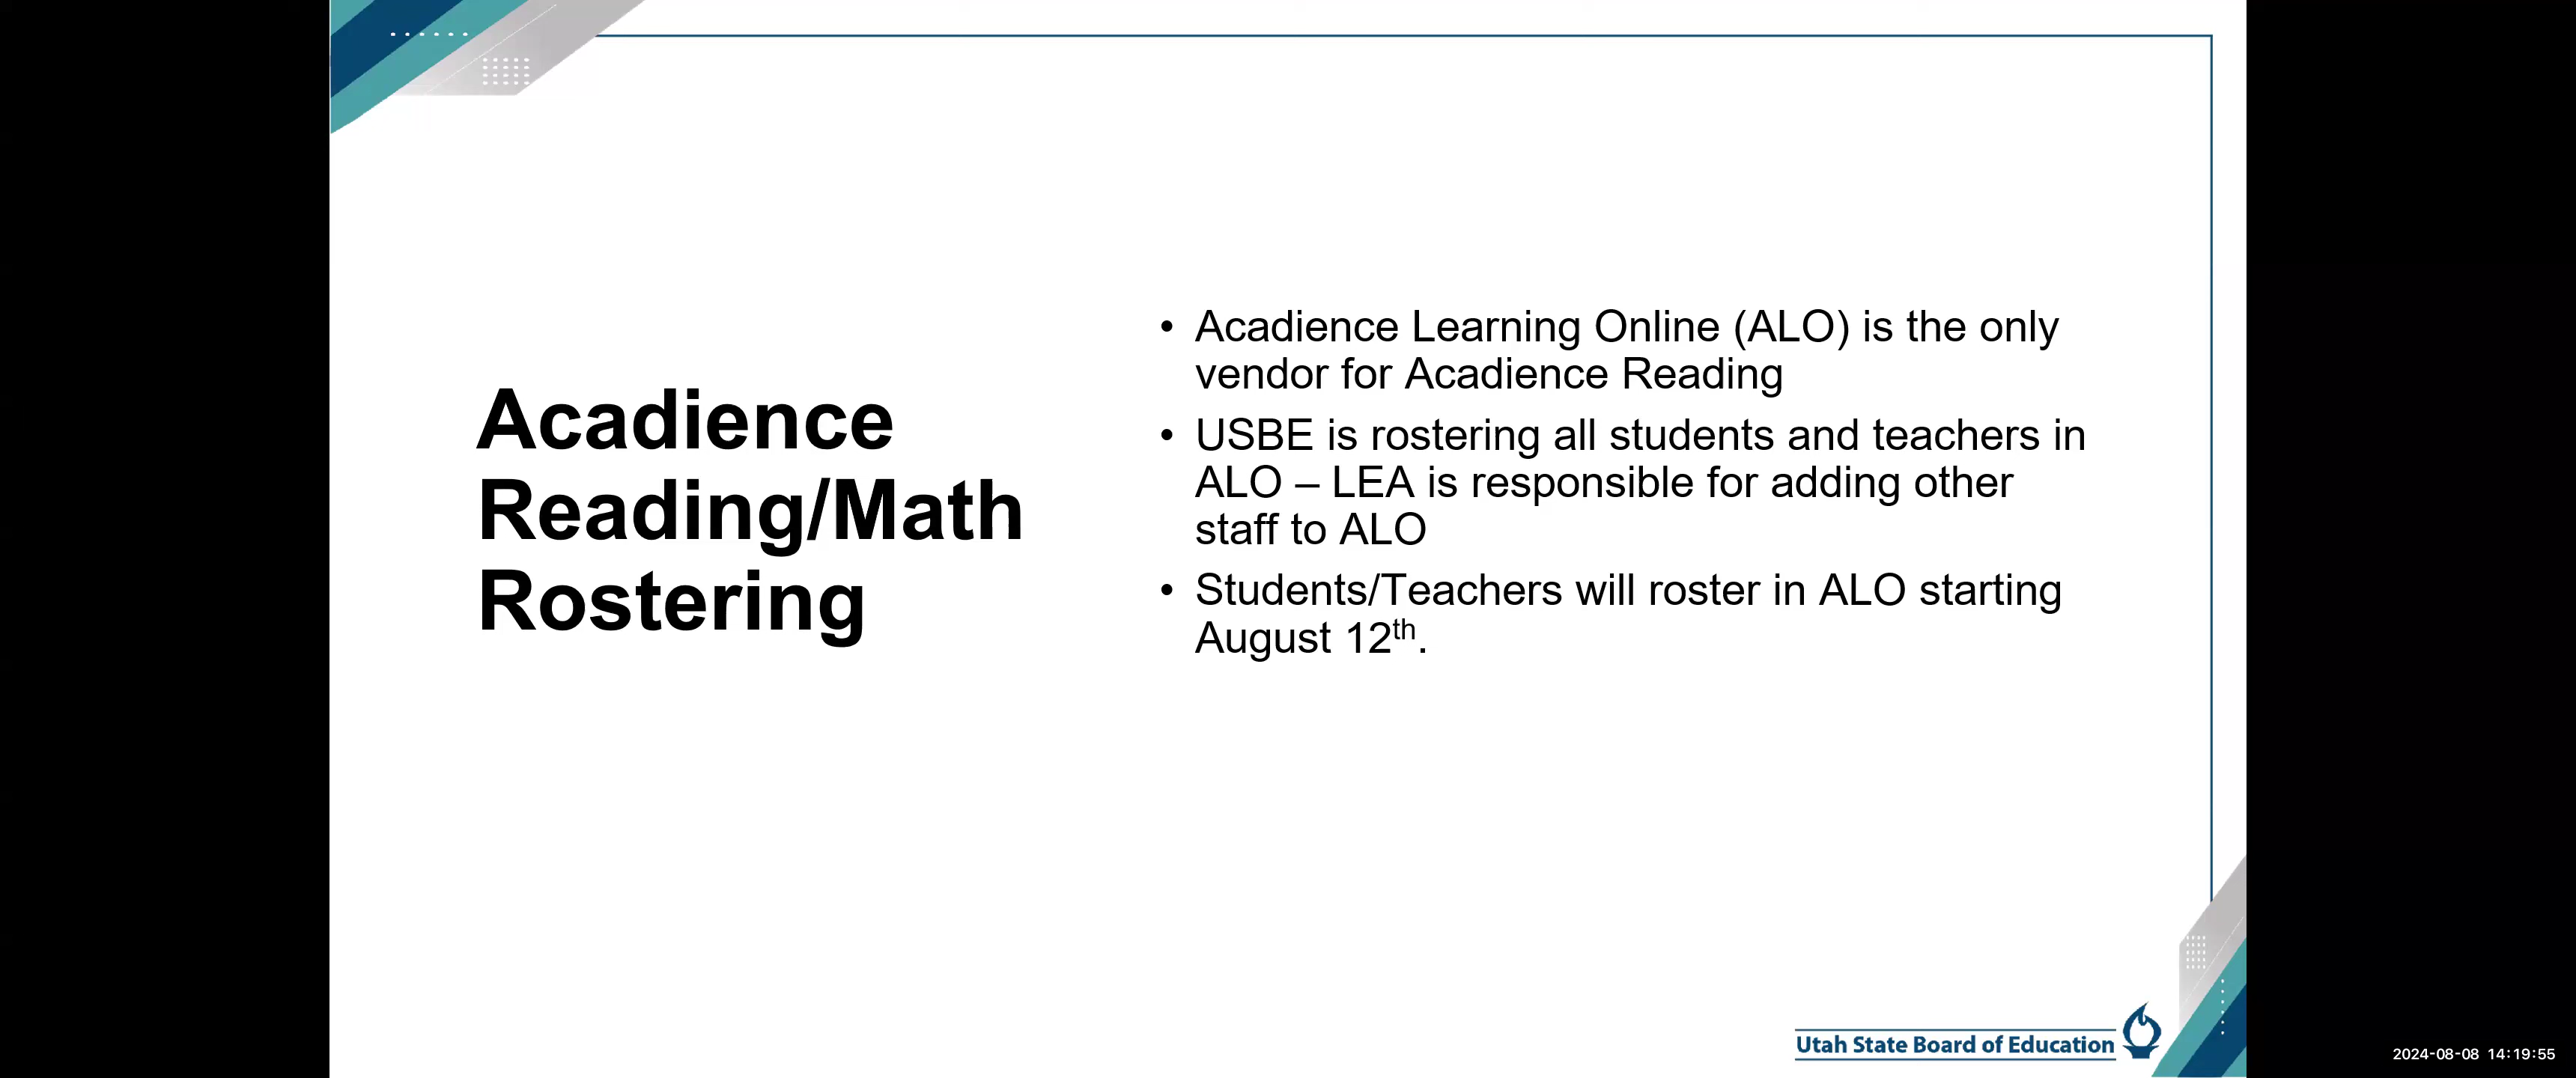 Acadience
Reading/Math
Rostering
• Acadience Learning Online (ALO) is the only
vendor for Acadience Reading
• USBE is rostering all students and teachers in
ALO – LEA is responsible for adding other
staff to ALO
• Students/Teachers will roster in ALO starting
August 12th.
Utah State Board of Education
2024-08-08 14:19:55